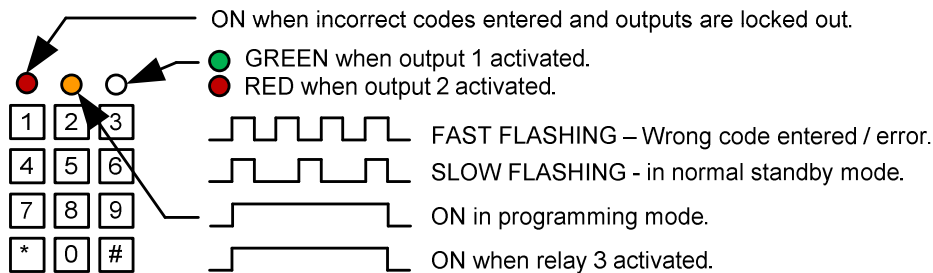 ON when incorrect codes entered and outputs are locked out.
GREEN when output 1 activated.
RED when output 2 activated.
1 2 3
FAST FLASHING – Wrong code entered / error.
4 5 6
SLOW FLASHING - in normal standby mode.
7 8 9
ON in programming mode.
* 0 #
ON when relay 3 activated.